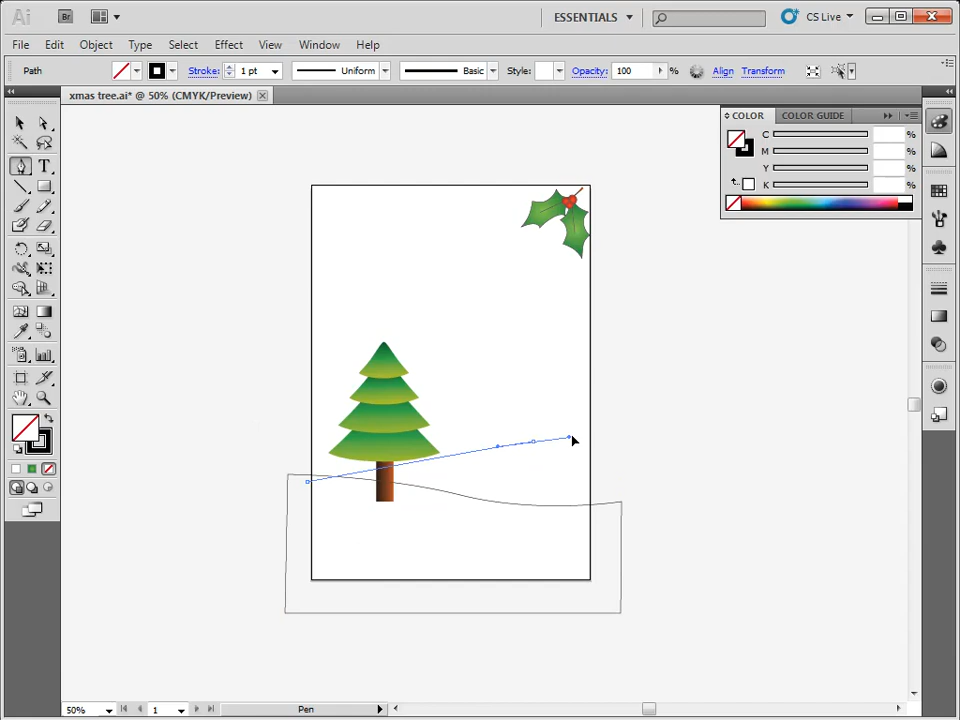 Ai Br ESSENTIALS CS Live
File Edit Object Type Select Effect View Window Help
Path Stroke: 1 pt Uniform Basic Style: Opacity: 100 % Align Transform
xmas tree.ai* @ 50% (CMYK/Preview)
COLOR COLOR GUIDE
C %
M %
Y %
K %
T
50% 1 Pen